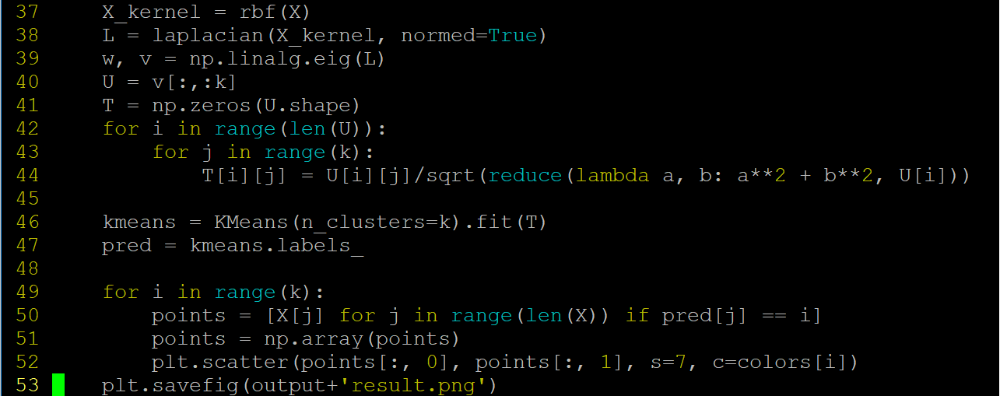 37     X_kernel = rbf(X)
38     L = laplacian(X_kernel, normed=True)
39     w, v = np.linalg.eig(L)
40     U = v[:,:k]
41     T = np.zeros(U.shape)
42     for i in range(len(U)):
43         for j in range(k):
44             T[i][j] = U[i][j]/sqrt(reduce(lambda a, b: a**2 + b**2, U[i]))
45
46     kmeans = KMeans(n_clusters=k).fit(T)
47     pred = kmeans.labels_
48
49     for i in range(k):
50         points = [X[j] for j in range(len(X)) if pred[j] == i]
51         points = np.array(points)
52         plt.scatter(points[:, 0], points[:, 1], s=7, c=colors[i])
53     plt.savefig(output+'result.png')